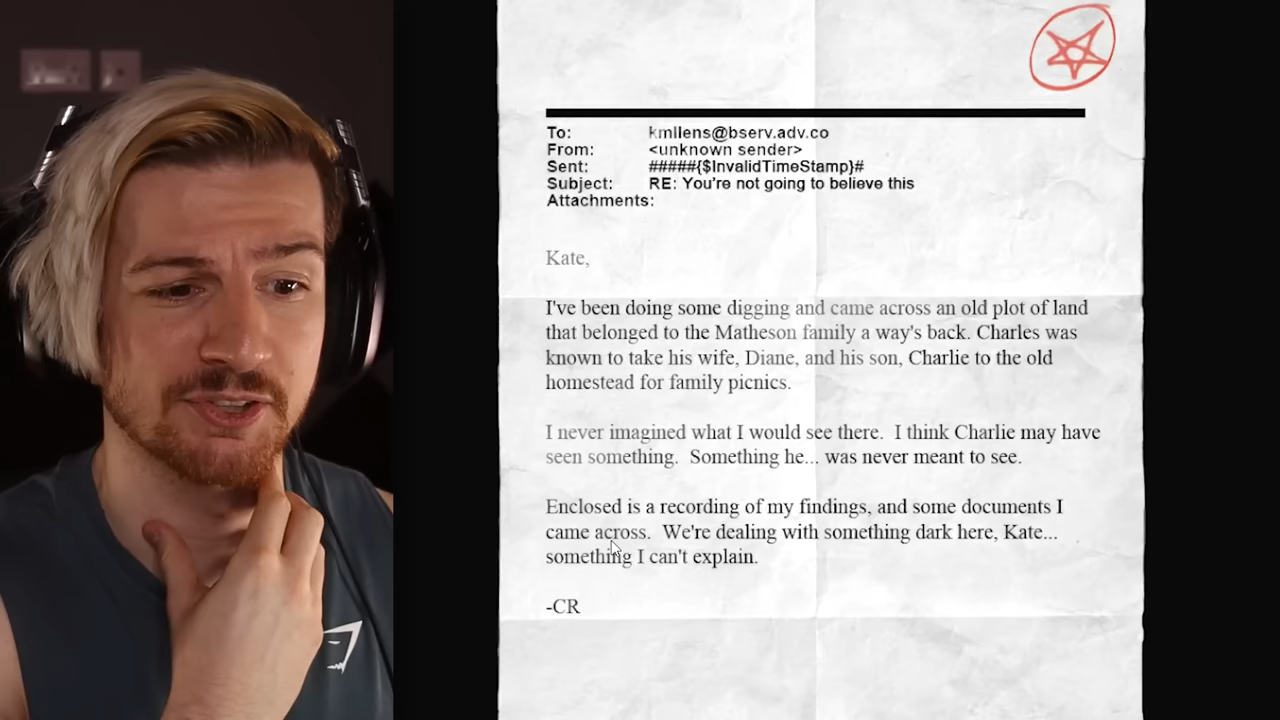 To: kmllens@bserv.adv.co
From: <unknown sender>
Sent: #####{$InvalidTimeStamp}#
Subject: RE: You're not going to believe this
Attachments:
Kate,
I've been doing some digging and came across an old plot of land
that belonged to the Matheson family a way's back. Charles was
known to take his wife, Diane, and his son, Charlie to the old
homestead for family picnics.
I never imagined what I would see there. I think Charlie may have
seen something. Something he... was never meant to see.
Enclosed is a recording of my findings, and some documents I
came across. We're dealing with something dark here, Kate...
something I can't explain.
-CR